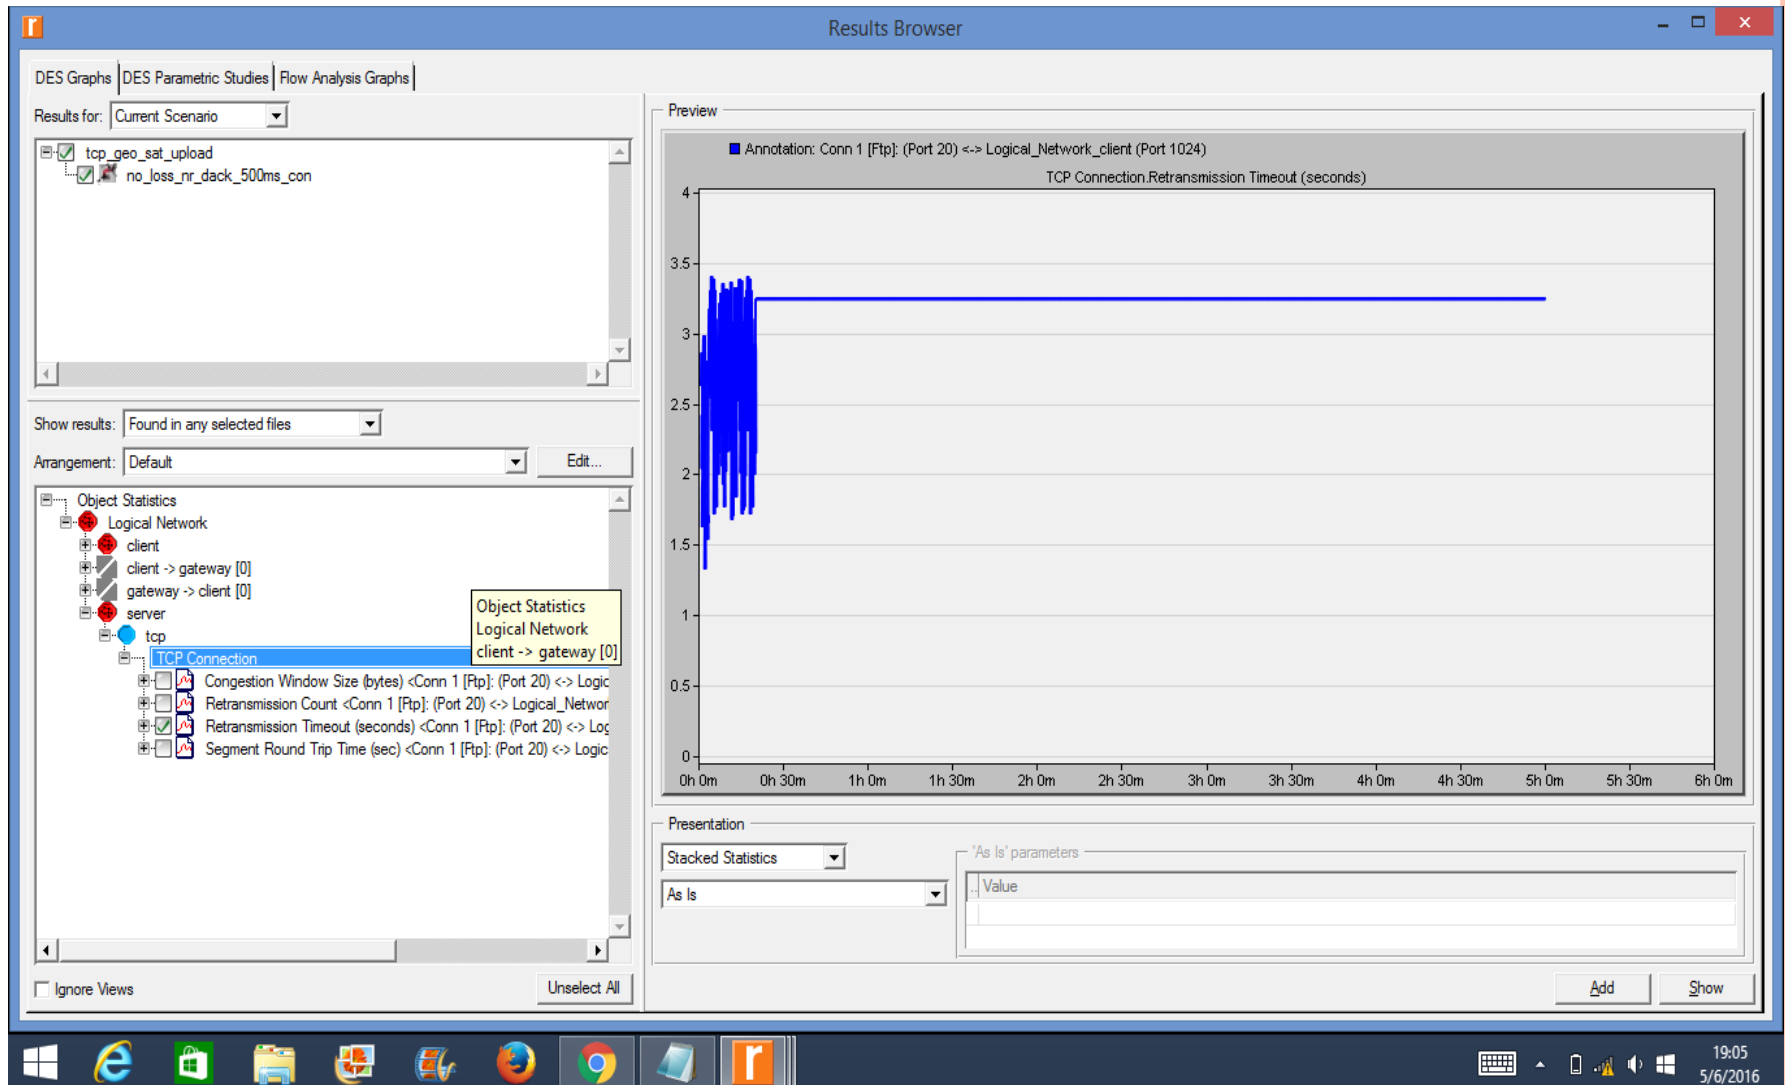 Results Browser
DES Graphs DES Parametric Studies Flow Analysis Graphs
Results for: Current Scenario
tcp_geo_sat_upload
no_loss_nr_dack_500ms_con
Show results: Found in any selected files
Arrangement: Default Edit...
Object Statistics
Logical Network
client
client -> gateway [0]
gateway -> client [0]
server
tcp
TCP Connection
Congestion Window Size (bytes) <Conn 1 [Ftp]: (Port 20) <-> Logic
Retransmission Count <Conn 1 [Ftp]: (Port 20) <-> Logical_Networ
Retransmission Timeout (seconds) <Conn 1 [Ftp]: (Port 20) <-> Log
Segment Round Trip Time (sec) <Conn 1 [Ftp]: (Port 20) <-> Logic
Object Statistics
Logical Network
client -> gateway [0]
Ignore Views Unselect All
Preview
Annotation: Conn 1 [Ftp]: (Port 20) <-> Logical_Network_client (Port 1024)
TCP Connection.Retransmission Timeout (seconds)
4
3.5
3
2.5
2
1.5
1
0.5
0
0h 0m 0h 30m 1h 0m 1h 30m 2h 0m 2h 30m 3h 0m 3h 30m 4h 0m 4h 30m 5h 0m 5h 30m 6h 0m
Presentation
Stacked Statistics
As Is
'As Is' parameters
.. Value
Add Show
19:05
5/6/2016